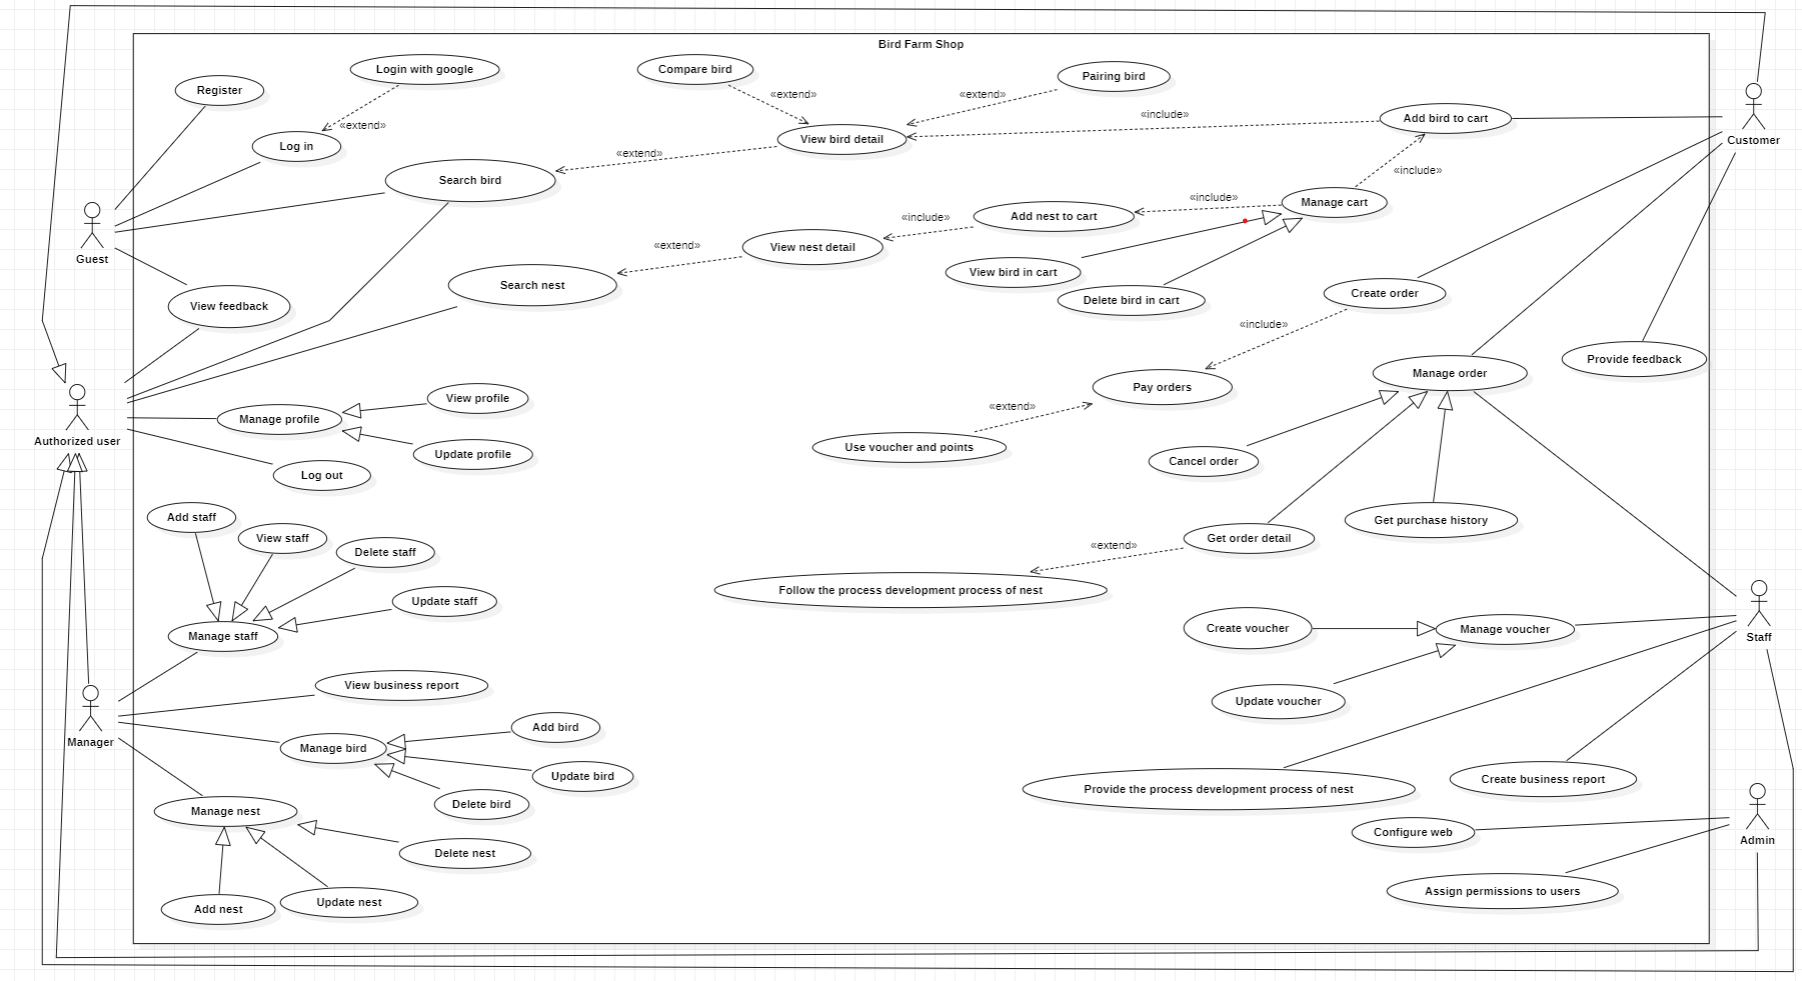 Bird Farm Shop
Login with google
Compare bird
Pairing bird
Register
«extend»
«extend»
Add bird to cart
«include»
«extend»
View bird detail
Customer
Log in
«extend»
Search bird
«include»
«include»
Manage cart
Add nest to cart
«include»
View nest detail
«extend»
Guest
View bird in cart
Search nest
Delete bird in cart
Create order
View feedback
«include»
Provide feedback
Manage order
Pay orders
View profile
«extend»
Manage profile
Authorized user
Use voucher and points
Update profile
Cancel order
Log out
Add staff
Get purchase history
View staff
Get order detail
«extend»
Delete staff
Follow the process development process of nest
Update staff
Create voucher
Manage voucher
Manage staff
Staff
View business report
Update voucher
Add bird
Manager
Manage bird
Update bird
Create business report
Provide the process development process of nest
Delete bird
Manage nest
Configure web
Admin
Delete nest
Assign permissions to users
Update nest
Add nest